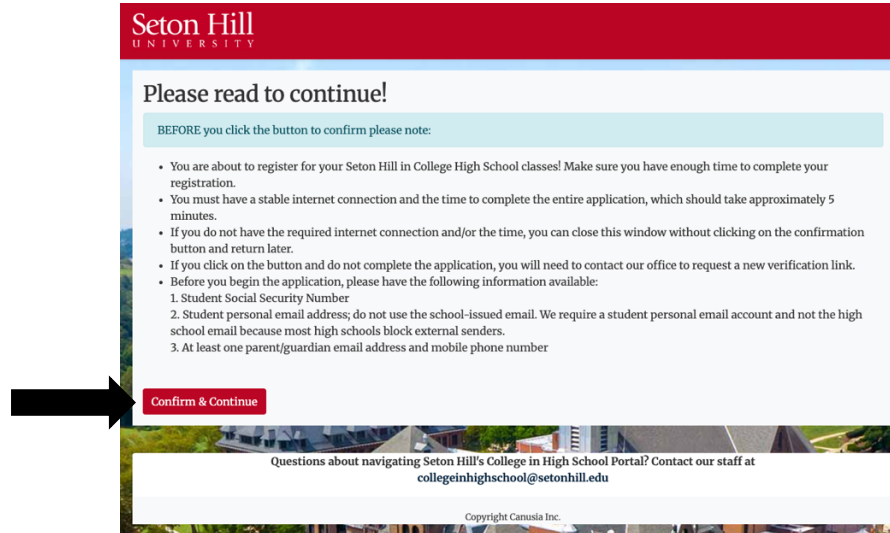 Seton Hill
UNIVERSITY
Please read to continue!
BEFORE you click the button to confirm please note:
• You are about to register for your Seton Hill in College High School classes! Make sure you have enough time to complete your
registration.
• You must have a stable internet connection and the time to complete the entire application, which should take approximately 5
minutes.
• If you do not have the required internet connection and/or the time, you can close this window without clicking on the confirmation
button and return later.
• If you click on the button and do not complete the application, you will need to contact our office to request a new verification link.
• Before you begin the application, please have the following information available:
1. Student Social Security Number
2. Student personal email address; do not use the school-issued email. We require a student personal email account and not the high
school email because most high schools block external senders.
3. At least one parent/guardian email address and mobile phone number
Confirm & Continue
Questions about navigating Seton Hill's College in High School Portal? Contact our staff at
collegeinhighschool@setonhill.edu
Copyright Canusia Inc.